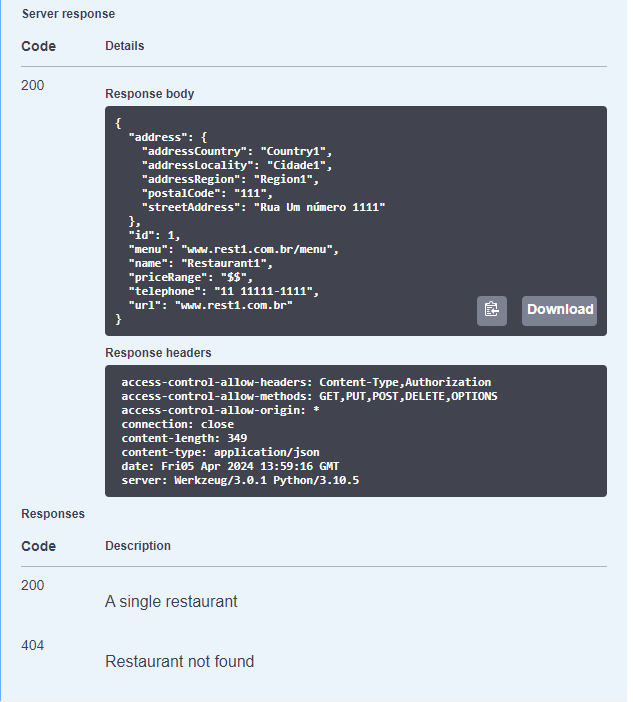 Server response
Code Details
200
Response body
{
  "address": {
    "addressCountry": "Country1",
    "addressLocality": "Cidade1",
    "addressRegion": "Region1",
    "postalCode": "111",
    "streetAddress": "Rua Um número 1111"
  },
  "id": 1,
  "menu": "www.rest1.com.br/menu",
  "name": "Restaurant1",
  "priceRange": "$$",
  "telephone": "11 11111-1111",
  "url": "www.rest1.com.br"
}
Download
Response headers
access-control-allow-headers: Content-Type,Authorization
access-control-allow-methods: GET,PUT,POST,DELETE,OPTIONS
access-control-allow-origin: *
connection: close
content-length: 349
content-type: application/json
date: Fri05 Apr 2024 13:59:16 GMT
server: Werkzeug/3.0.1 Python/3.10.5
Responses
Code Description
200
A single restaurant
404
Restaurant not found